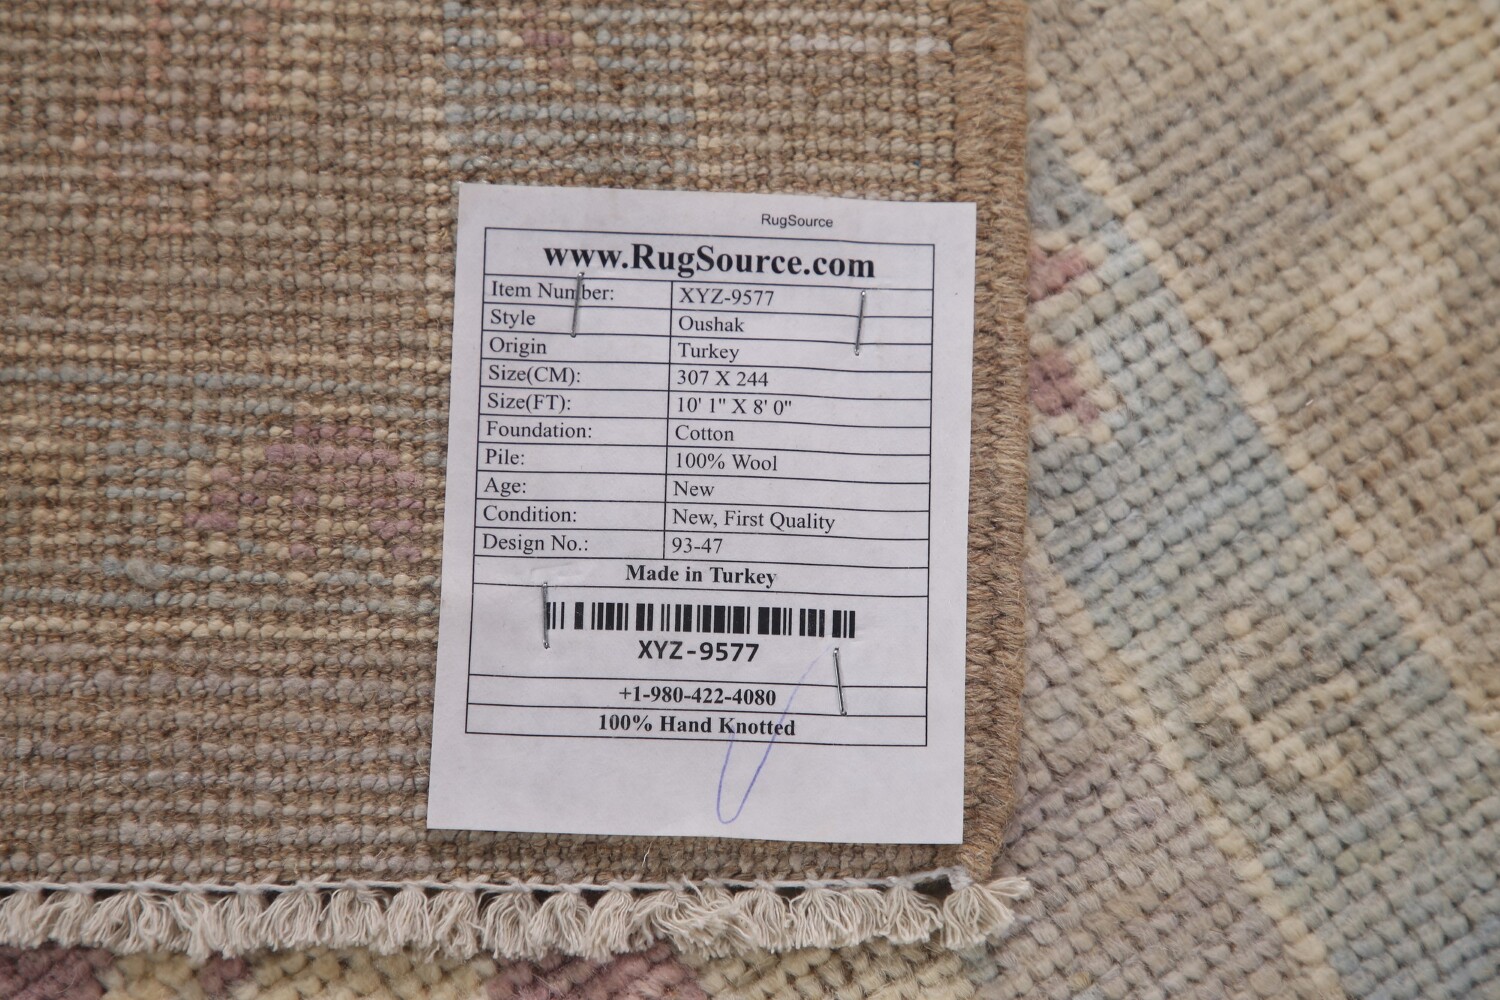 RugSource
www.RugSource.com
Item Number: XYZ-9577
Style Oushak
Origin Turkey
Size(CM): 307 X 244
Size(FT): 10' 1" X 8' 0"
Foundation: Cotton
Pile: 100% Wool
Age: New
Condition: New, First Quality
Design No.: 93-47
Made in Turkey
XYZ-9577
+1-980-422-4080
100% Hand Knotted